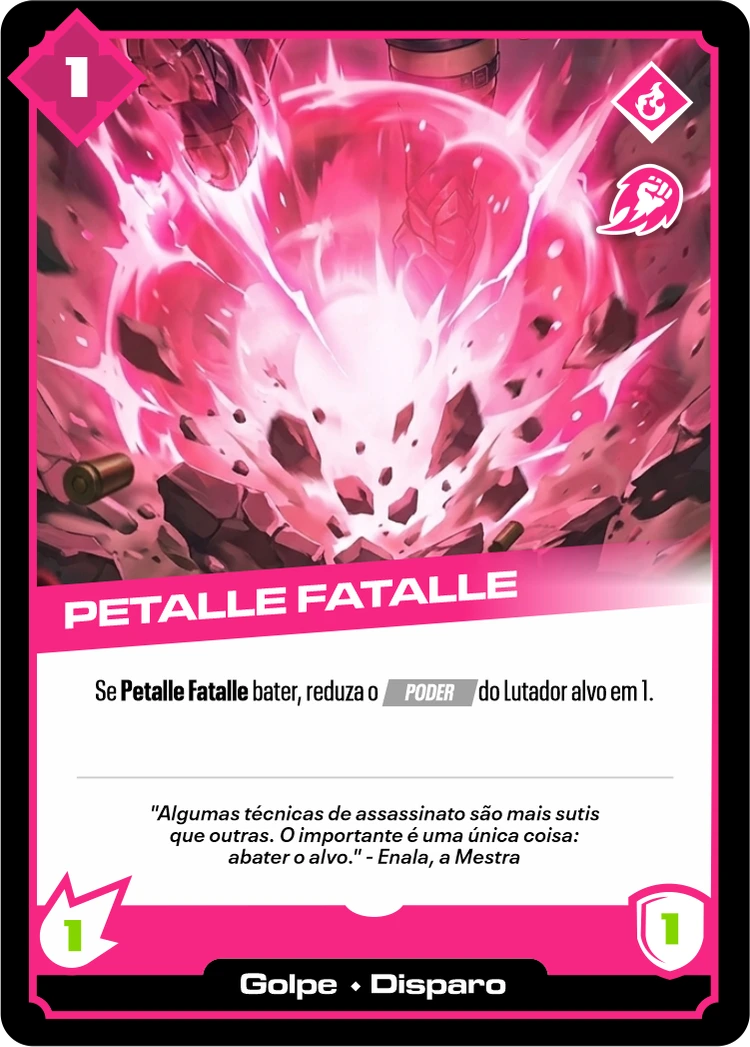 1
PETALLE FATALLE
Se Petalle Fatalle bater, reduza o PODER do Lutador alvo em 1.
"Algumas técnicas de assassinato são mais sutis
que outras. O importante é uma única coisa:
abater o alvo." - Enala, a Mestra
1
1
Golpe ⬩ Disparo